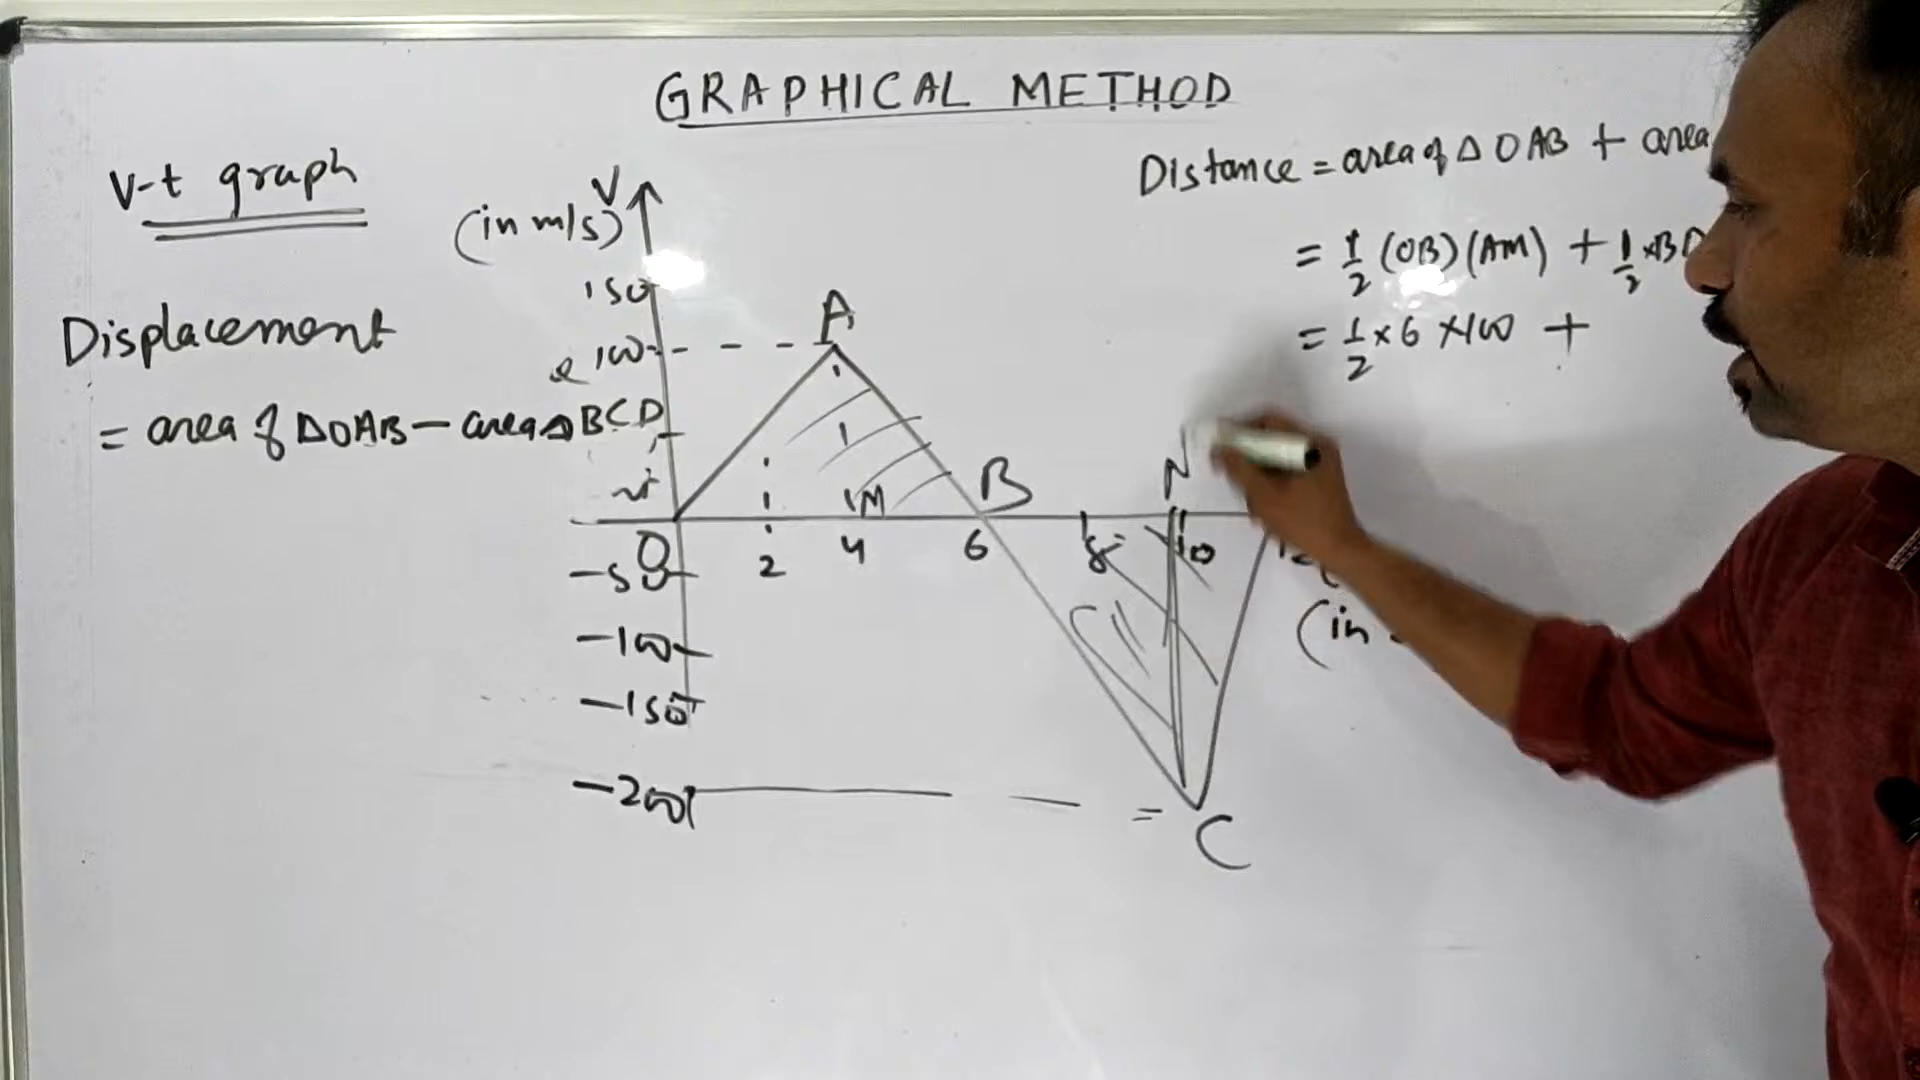 GRAPHICAL METHOD
V-t graph
Distance = area of Δ OAB + area
= 1/2 (OB)(AM) + 1/2 × BD
= 1/2 × 6 × 100 +
V
(in m/s)
150
100
Displacement
= area of ΔOAB − area Δ BCD
A
M
B
N
O
2
4
6
8
10
(in
−50
−100
−150
−200
C